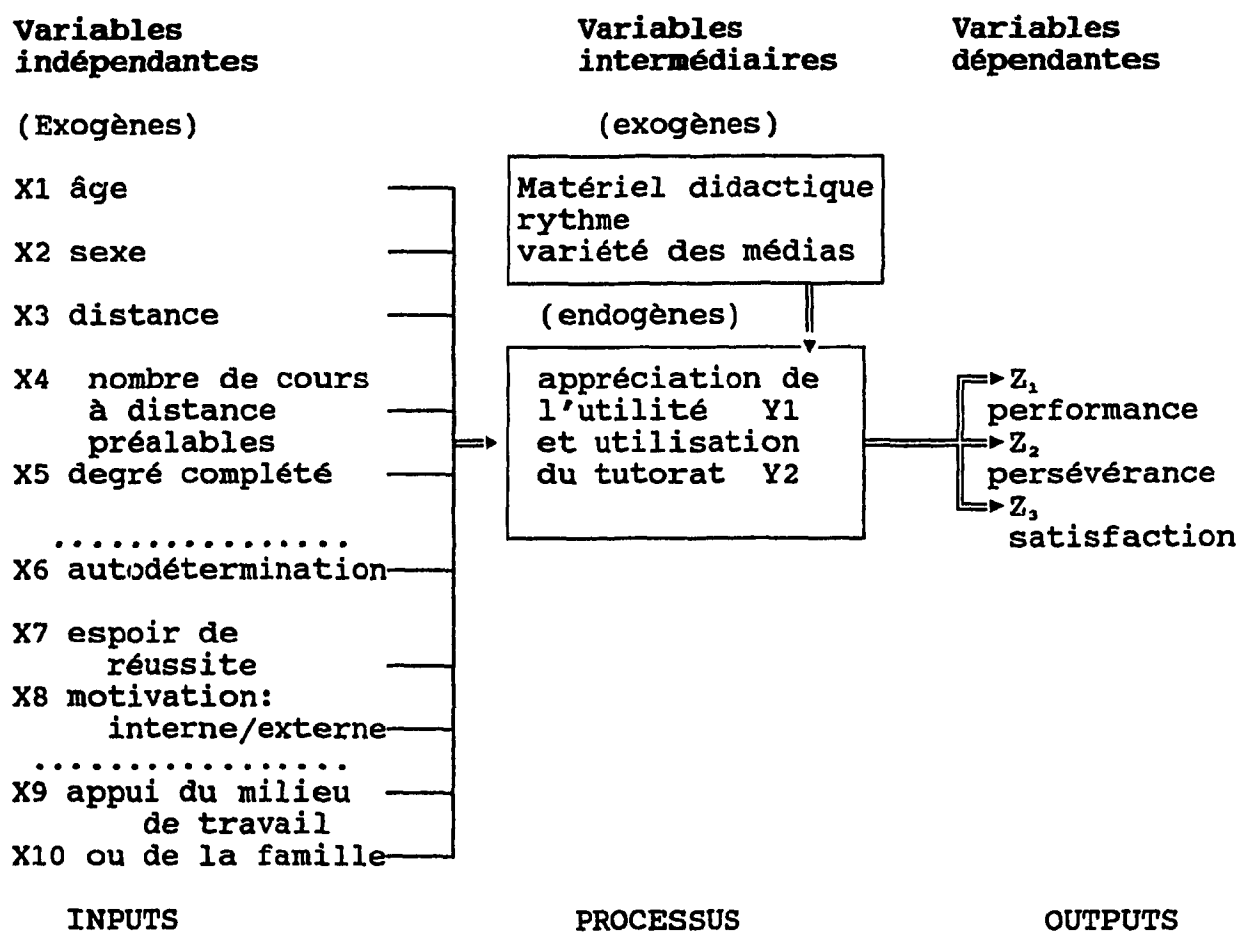 Variables indépendantes
(Exogènes)
X1 âge
X2 sexe
X3 distance
X4 nombre de cours
à distance
préalables
X5 degré complété
................
X6 autodétermination
X7 espoir de
réussite
X8 motivation:
interne/externe
.................
X9 appui du milieu
de travail
X10 ou de la famille
INPUTS
Variables
intermédiaires
(exogènes)
Matériel didactique
rythme
variété des médias
(endogènes)
appréciation de
l'utilité Y1
et utilisation
du tutorat Y2
PROCESSUS
Variables
dépendantes
Z₁
performance
Z₂
persévérance
Z₃
satisfaction
OUTPUTS